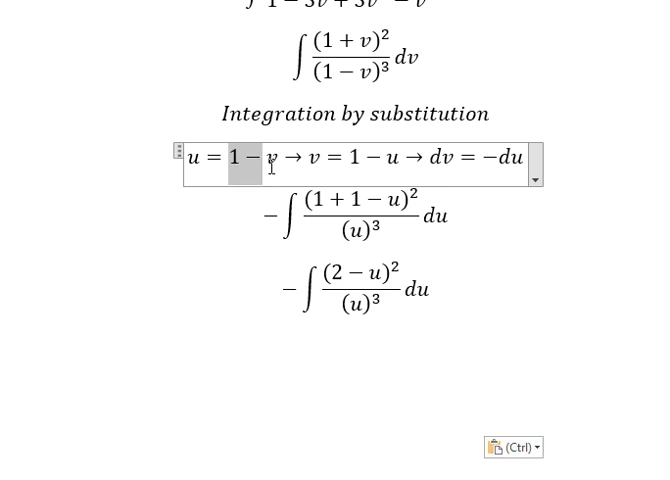 ∫ (1 + v)² / (1 − v)³ dv
Integration by substitution
u = 1 − v → v = 1 − u → dv = −du
− ∫ (1 + 1 − u)² / (u)³ du
− ∫ (2 − u)² / (u)³ du
(Ctrl)